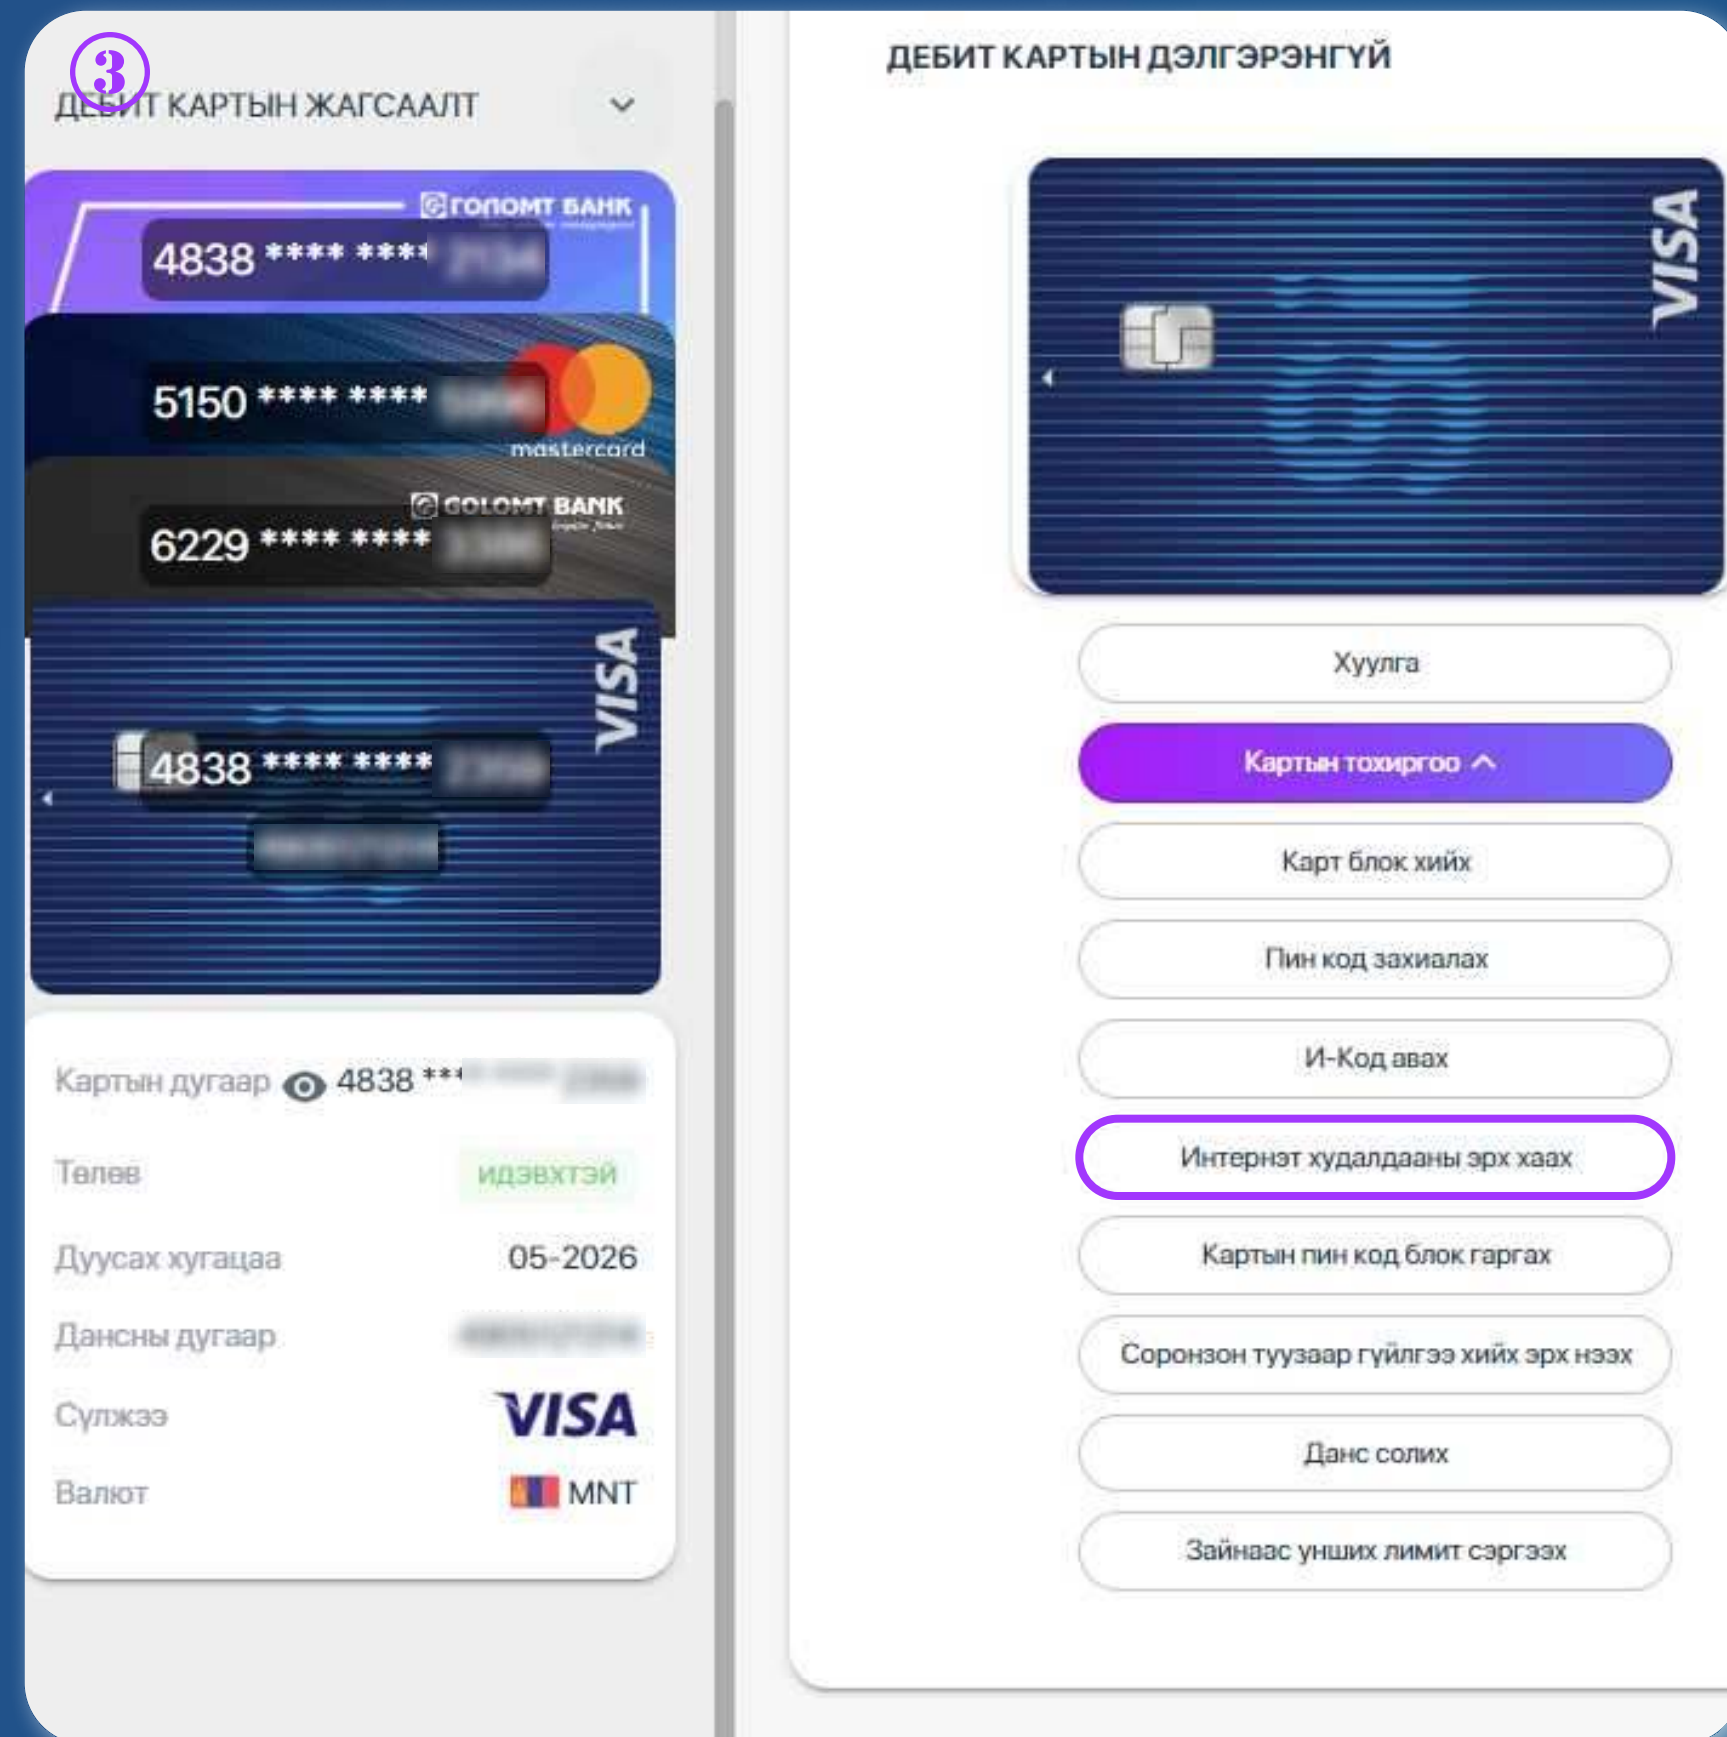 3
ДЕБИТ КАРТЫН ЖАГСААЛТ
ГОЛОМТ БАНК
4838 **** ****
5150 **** ****
mastercard
GOLOMT BANK
6229 **** ****
VISA
4838 **** ****
Картын дугаар 4838 ***
Төлөв ИДЭВХТЭЙ
Дуусах хугацаа 05-2026
Дансны дугаар
Сүлжээ VISA
Валют MNT
ДЕБИТ КАРТЫН ДЭЛГЭРЭНГҮЙ
VISA
Хуулга
Картын тохиргоо
Карт блок хийх
Пин код захиалах
И-Код авах
Интернэт худалдааны эрх хаах
Картын пин код блок гаргах
Соронзон туузаар гүйлгээ хийх эрх нээх
Данс солих
Зайнаас унших лимит сэргээх